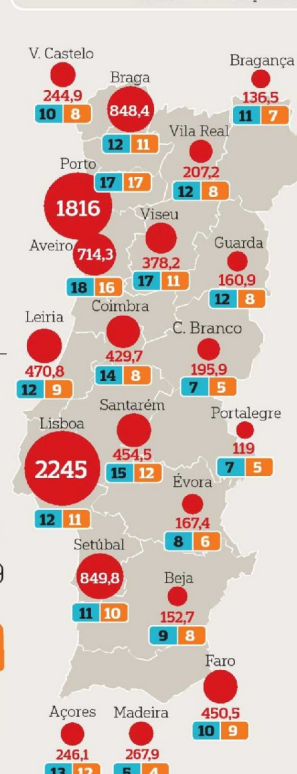 V. Castelo
244,9
10 8
Braga
848,4
12 11
Bragança
136,5
11 7
Vila Real
207,2
12 8
Porto
1816
17 17
Aveiro
714,3
18 16
Viseu
378,2
17 11
Guarda
160,9
12 8
Coimbra
429,7
14 8
Leiria
470,8
12 9
C. Branco
195,9
7 5
Santarém
454,5
15 12
Portalegre
119
7 5
Lisboa
2245
12 11
Évora
167,4
8 6
Setúbal
849,8
11 10
Beja
152,7
9 8
Faro
450,5
10 9
Açores
246,1
13 12
Madeira
267,9
5 4